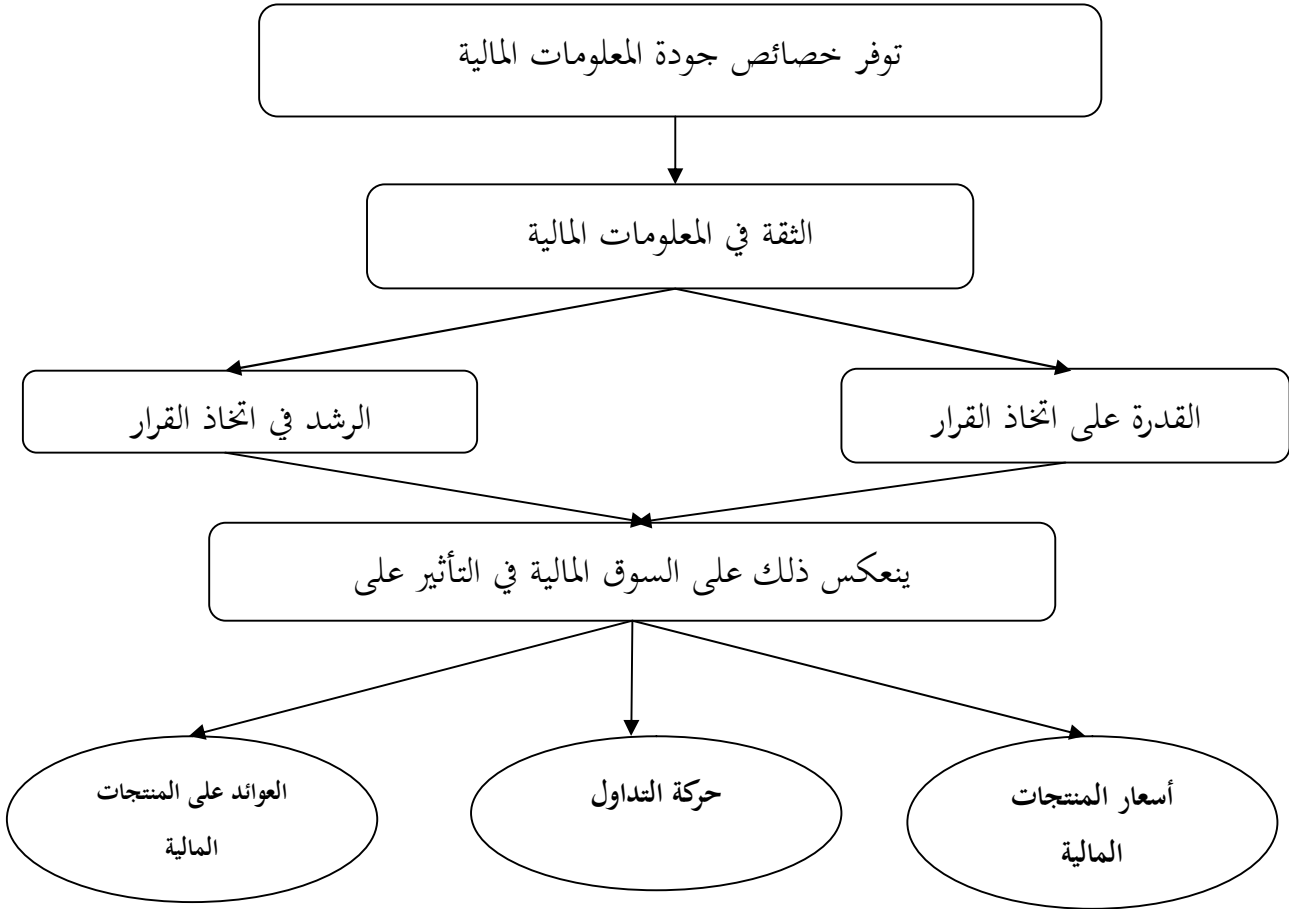 توفر خصائص جودة المعلومات المالية
الثقة في المعلومات المالية
القدرة على اتخاذ القرار
الرشد في اتخاذ القرار
ينعكس ذلك على السوق المالية في التأثير على
أسعار المنتجات
المالية
حركة التداول
العوائد على المنتجات
المالية